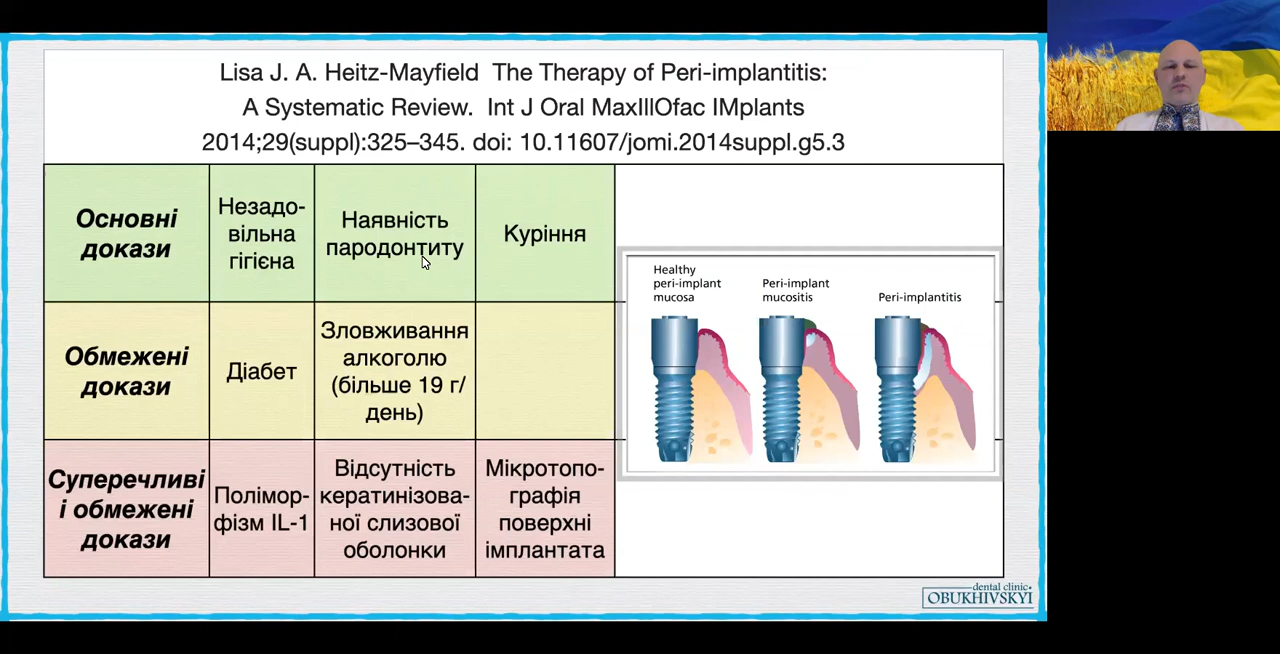 Lisa J. A. Heitz-Mayfield  The Therapy of Peri-implantitis:
A Systematic Review.  Int J Oral MaxIllOfac IMplants
2014;29(suppl):325–345. doi: 10.11607/jomi.2014suppl.g5.3
Основні
докази
Незадо-
вільна
гігієна
Наявність
пародонтиту
Куріння
Обмежені
докази
Діабет
Зловживання
алкоголю
(більше 19 г/
день)
Суперечливі
і обмежені
докази
Полімор-
фізм IL-1
Відсутність
кератинізова-
ної слизової
оболонки
Мікротопо-
графія
поверхні
імплантата
Healthy
peri-implant
mucosa
Peri-implant
mucositis
Peri-implantitis
dental clinic
OBUKHIVSKYI